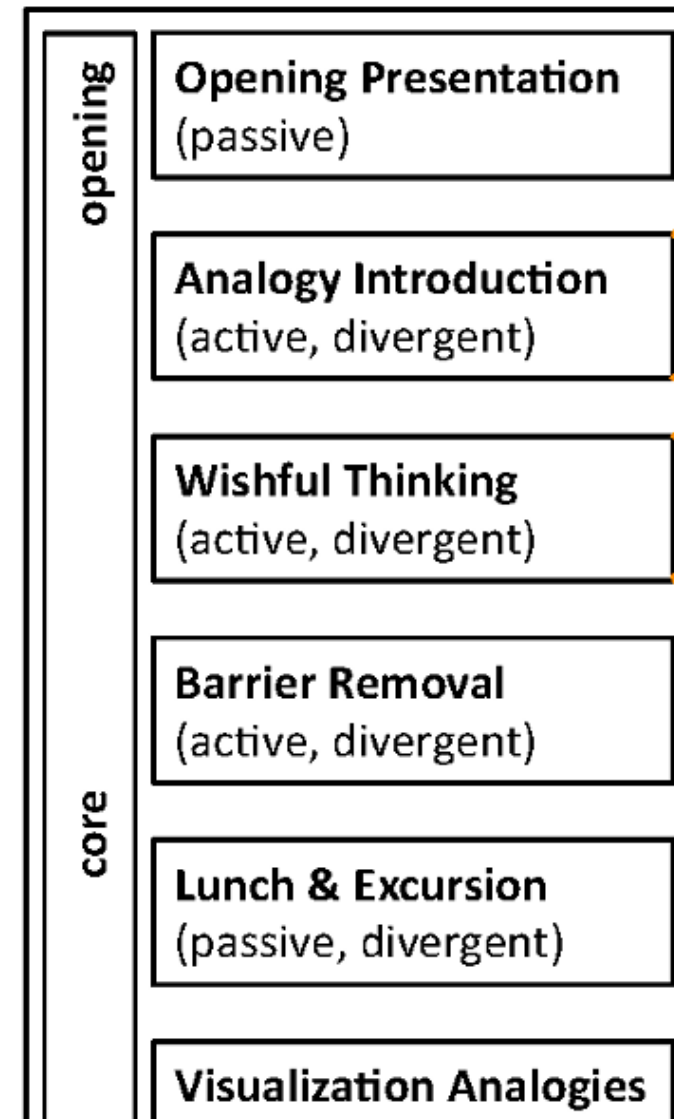 opening
Opening Presentation
(passive)
Analogy Introduction
(active, divergent)
Wishful Thinking
(active, divergent)
Barrier Removal
(active, divergent)
core
Lunch & Excursion
(passive, divergent)
Visualization Analogies